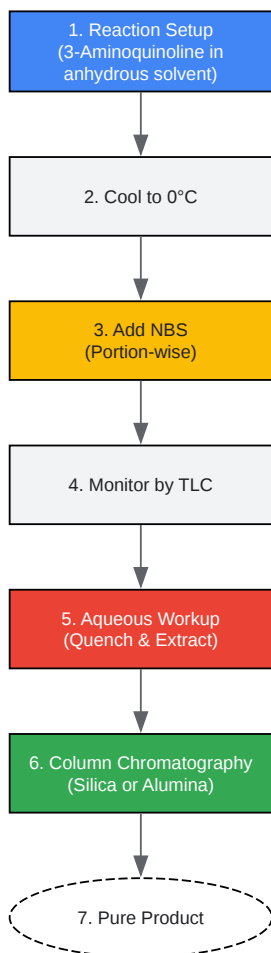 1. Reaction Setup
(3-Aminoquinoline in
anhydrous solvent)
2. Cool to 0°C
3. Add NBS
(Portion-wise)
4. Monitor by TLC
5. Aqueous Workup
(Quench & Extract)
6. Column Chromatography
(Silica or Alumina)
7. Pure Product